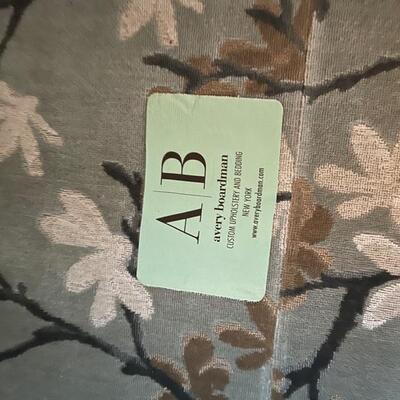 A|B
avery boardman
CUSTOM UPHOLSTERY AND BEDDING
NEW YORK
www.averyboardman.com